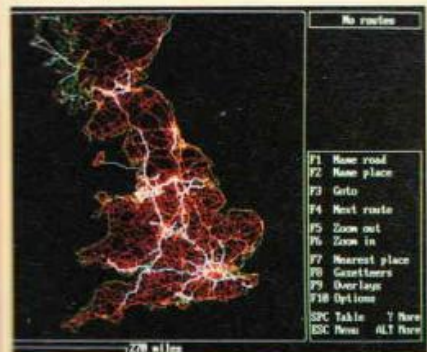 No routes
F1 Name road
F2 Name place
F3 Goto
F4 Next route
F5 Zoom out
F6 Zoom in
F7 Nearest place
F8 Gazetteers
F9 Overlays
F10 Options
SPC Table ? More
ESC Menu ALT More
220 miles